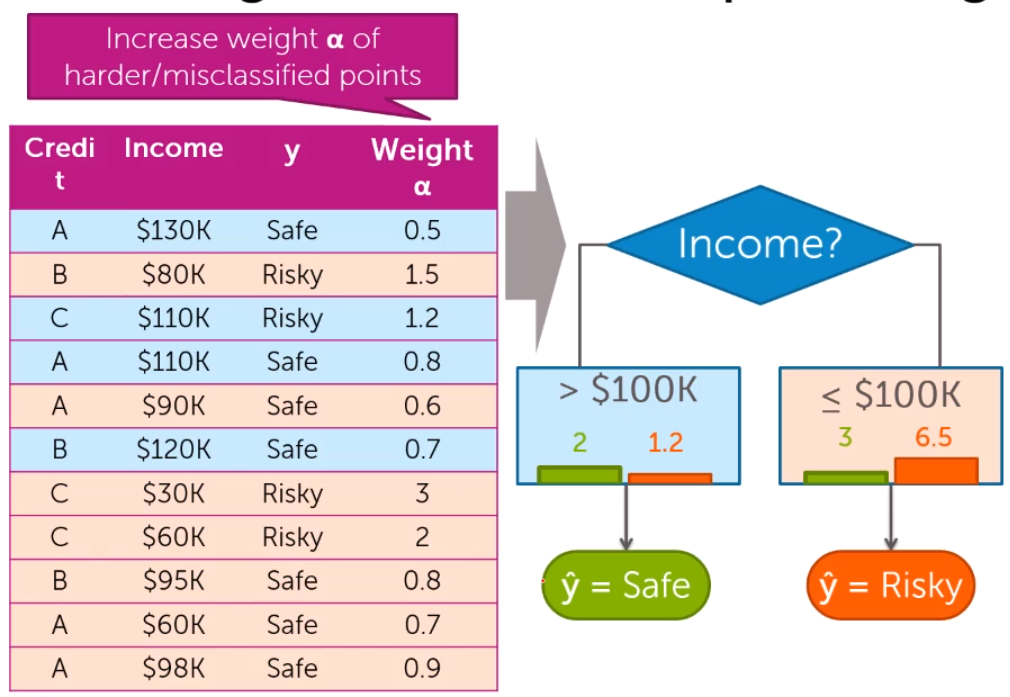 Increase weight α of
harder/misclassified points
Credi Income y Weight
t α
A $130K Safe 0.5
B $80K Risky 1.5
C $110K Risky 1.2
A $110K Safe 0.8
A $90K Safe 0.6
B $120K Safe 0.7
C $30K Risky 3
C $60K Risky 2
B $95K Safe 0.8
A $60K Safe 0.7
A $98K Safe 0.9
Income?
> $100K
2 1.2
ŷ = Safe
≤ $100K
3 6.5
ŷ = Risky